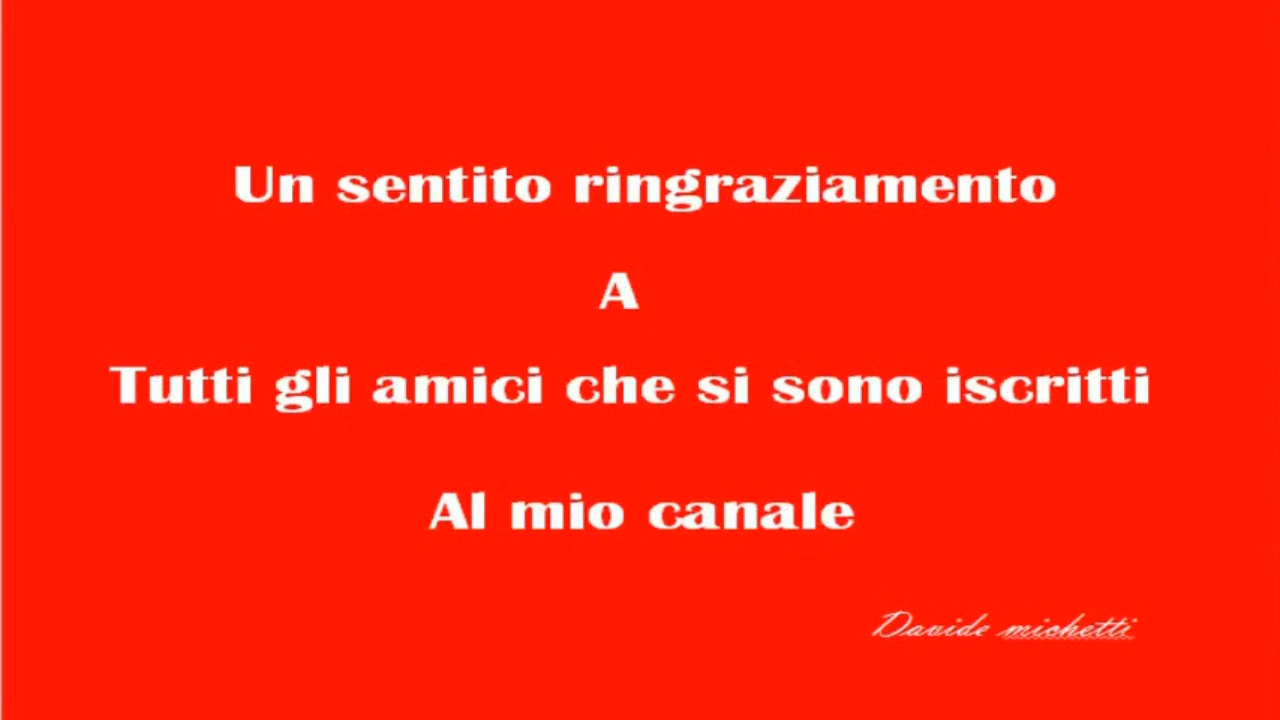 Un sentito ringraziamento
A
Tutti gli amici che si sono iscritti
Al mio canale
Davide michetti